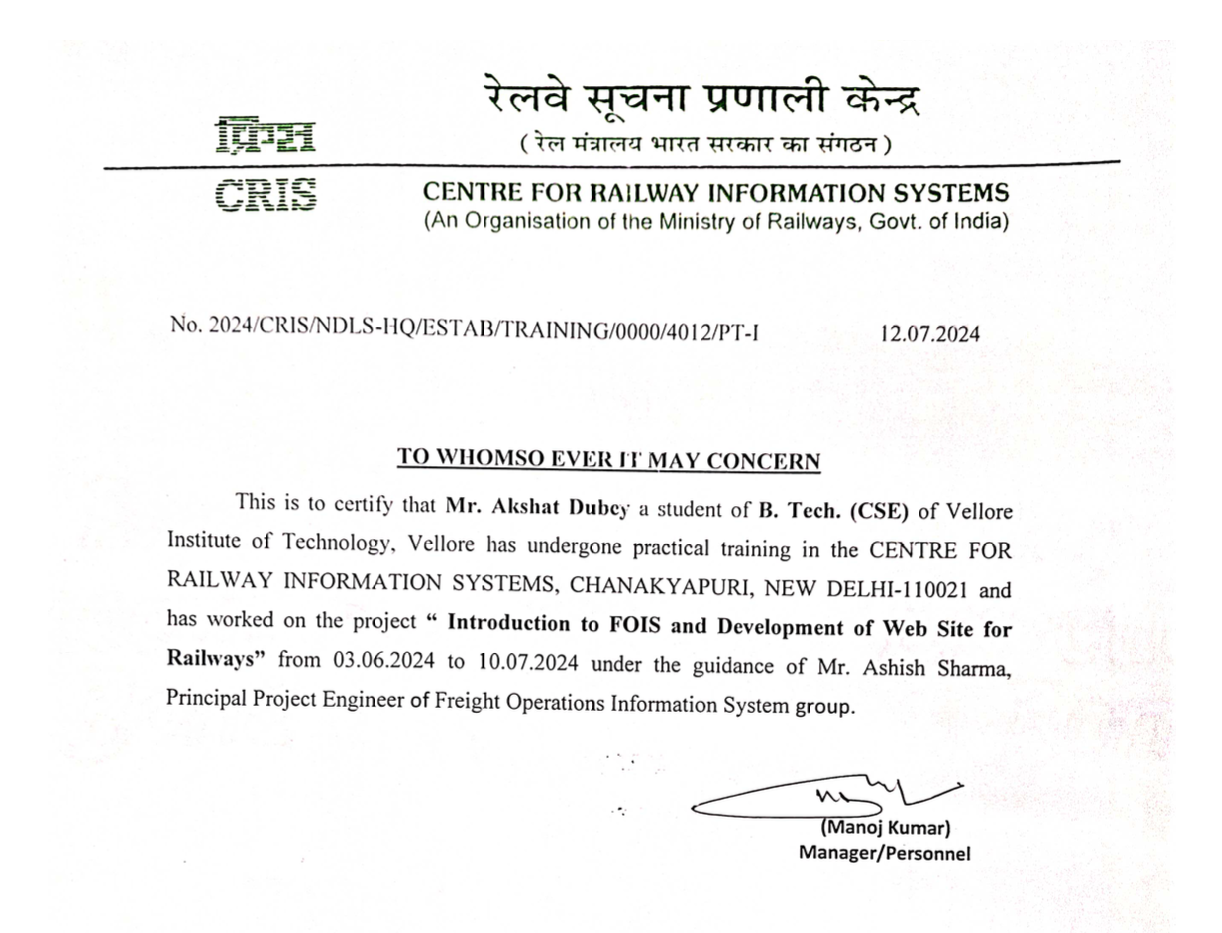 रेलवे सूचना प्रणाली केन्द्र
क्रिस
( रेल मंत्रालय भारत सरकार का संगठन )
CRIS
CENTRE FOR RAILWAY INFORMATION SYSTEMS
(An Organisation of the Ministry of Railways, Govt. of India)
No. 2024/CRIS/NDLS-HQ/ESTAB/TRAINING/0000/4012/PT-I 12.07.2024
TO WHOMSO EVER IT MAY CONCERN
This is to certify that Mr. Akshat Dubey a student of B. Tech. (CSE) of Vellore
Institute of Technology, Vellore has undergone practical training in the CENTRE FOR
RAILWAY INFORMATION SYSTEMS, CHANAKYAPURI, NEW DELHI-110021 and
has worked on the project “ Introduction to FOIS and Development of Web Site for
Railways” from 03.06.2024 to 10.07.2024 under the guidance of Mr. Ashish Sharma,
Principal Project Engineer of Freight Operations Information System group.
(Manoj Kumar)
Manager/Personnel